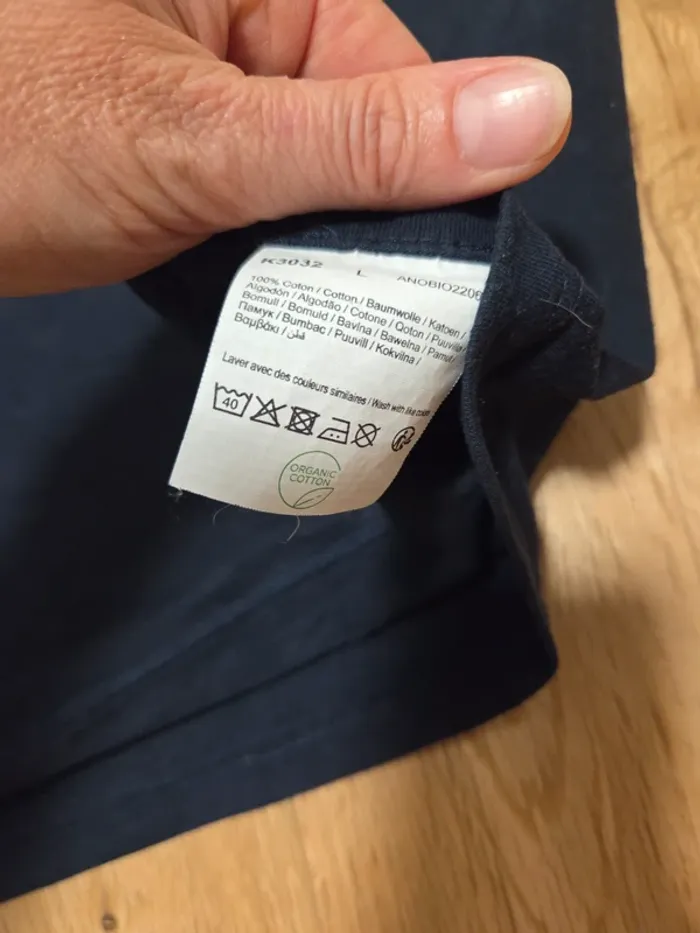 K3032 L ANOBIO2206
100% Coton / Cotton / Baumwolle / Katoen /
Algodón / Algodão / Cotone / Qoton / Puuvilla
Bomull / Bomuld / Bavlna / Bawełna / Pamut
Памук / Bumbac / Puuvill / Kokvilna /
Βαμβάκι / قطن
Laver avec des couleurs similaires / Wash with like colors
40
ORGANIC
COTTON